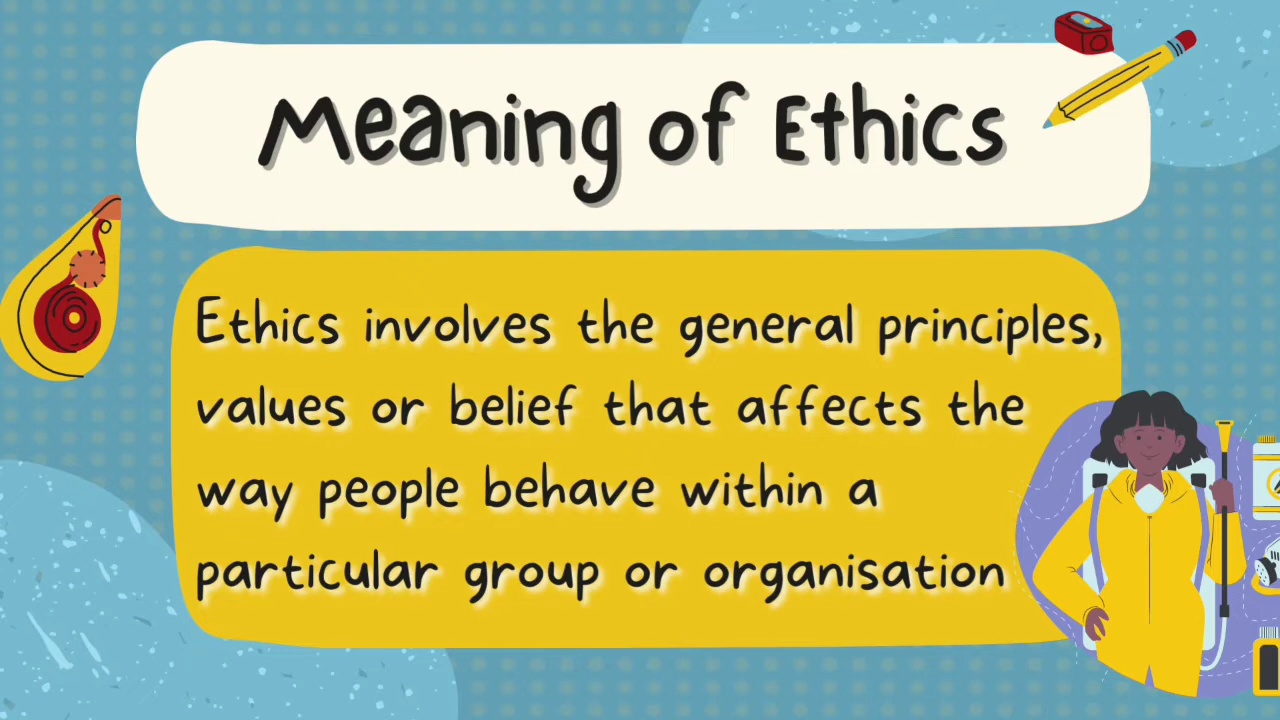 Meaning of Ethics
Ethics involves the general principles,
values or belief that affects the
way people behave within a
particular group or organisation